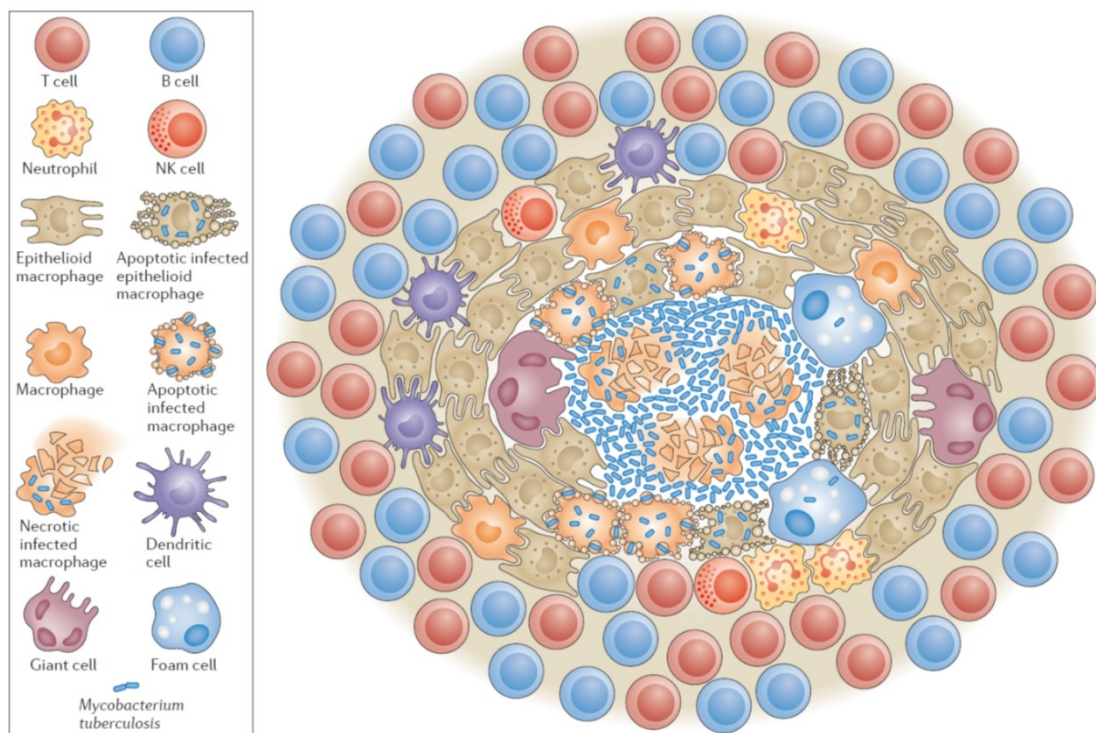 T cell
B cell
Neutrophil
NK cell
Epithelioid
macrophage
Apoptotic infected
epithelioid
macrophage
Macrophage
Apoptotic
infected
macrophage
Necrotic
infected
macrophage
Dendritic
cell
Giant cell
Foam cell
Mycobacterium
tuberculosis